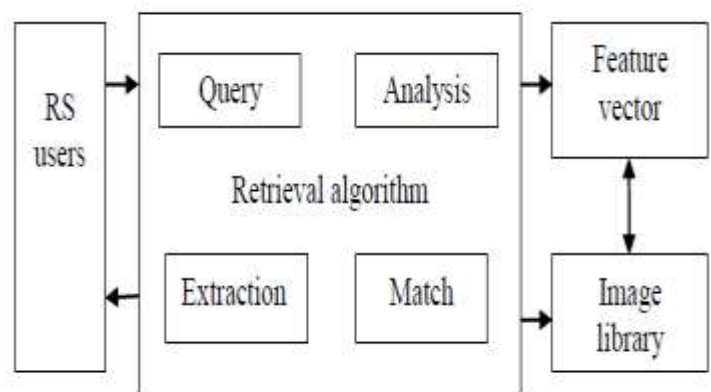 RS
users
Query
Analysis
Retrieval algorithm
Extraction
Match
Feature
vector
Image
library